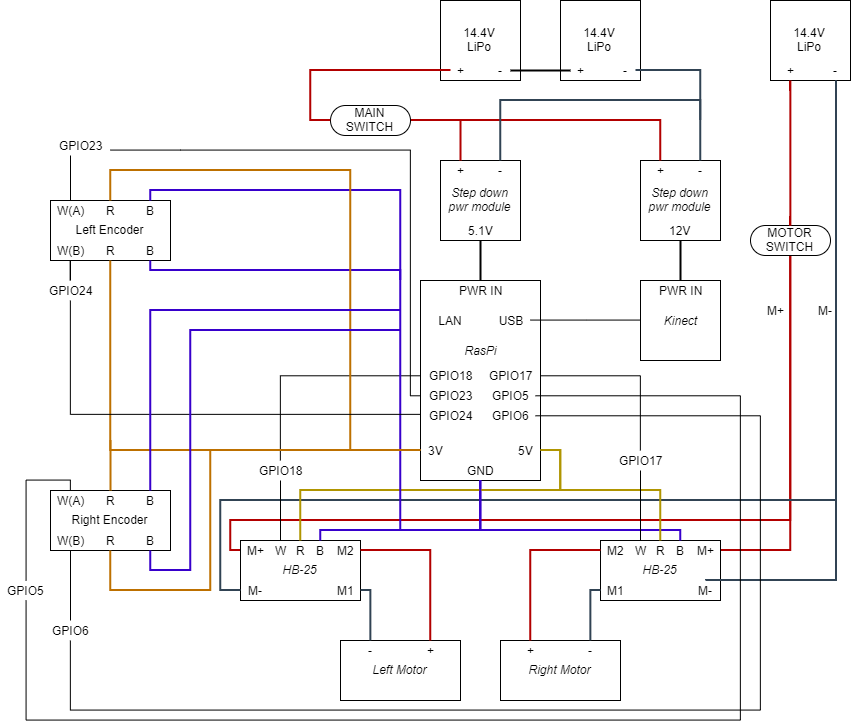 14.4V
LiPo
+ -
14.4V
LiPo
+ -
14.4V
LiPo
+ -
MAIN
SWITCH
GPIO23
+ -
Step down
pwr module
5.1V
+ -
Step down
pwr module
12V
W(A) R B
Left Encoder
W(B) R B
MOTOR
SWITCH
GPIO24
PWR IN
LAN USB
RasPi
GPIO18 GPIO17
GPIO23 GPIO5
GPIO24 GPIO6
3V 5V
GND
PWR IN
Kinect
M+ M-
GPIO18
GPIO17
W(A) R B
Right Encoder
W(B) R B
M+ W R B M2
HB-25
M- M1
M2 W R B M+
HB-25
M1 M-
GPIO5
GPIO6
- +
Left Motor
+ -
Right Motor